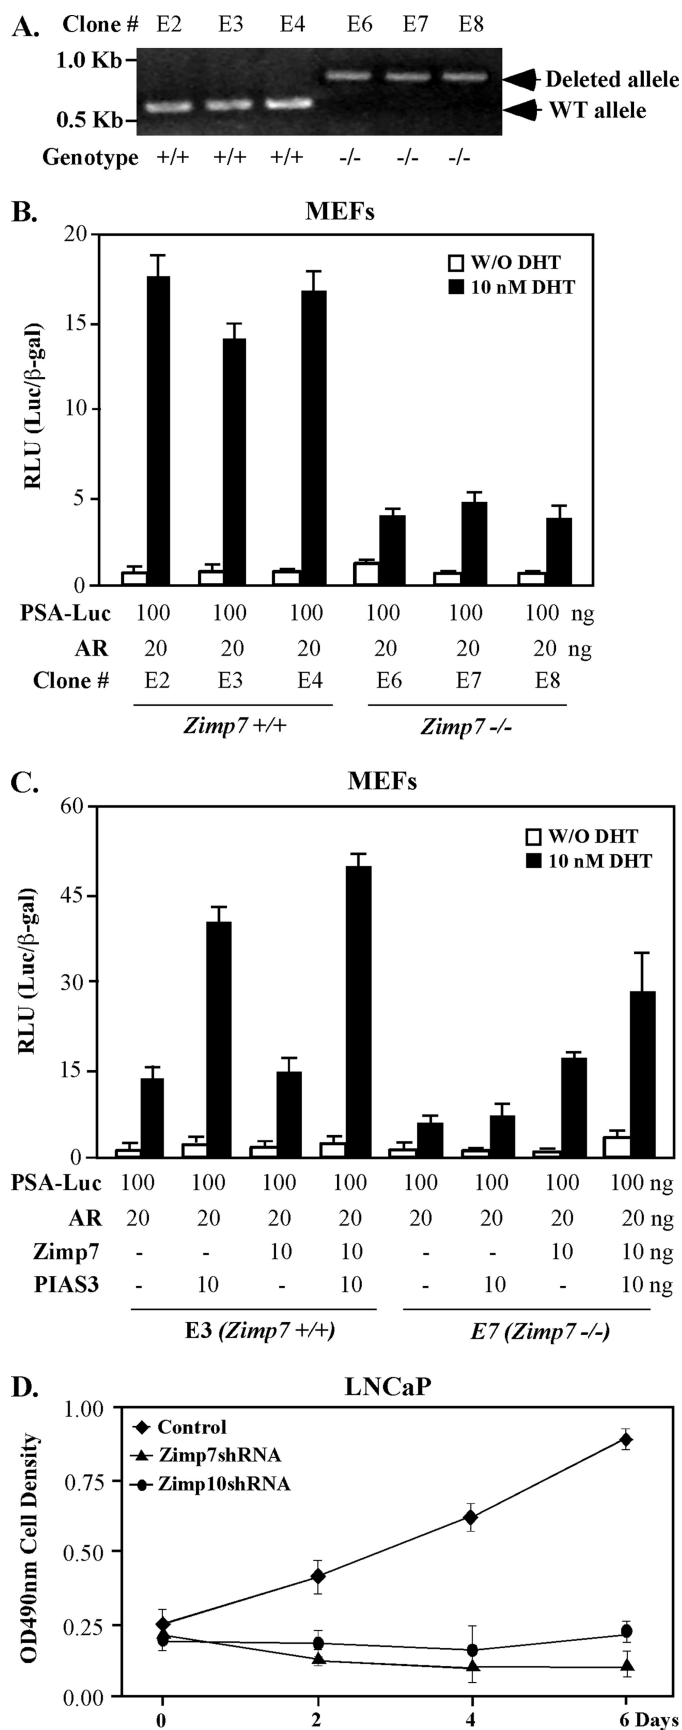 A. Clone # E2 E3 E4 E6 E7 E8
1.0 Kb
Deleted allele
WT allele
0.5 Kb
Genotype +/+ +/+ +/+ -/- -/- -/-
B. MEFs
20
15
10
5
0
RLU (Luc/β-gal)
W/O DHT
10 nM DHT
PSA-Luc 100 100 100 100 100 100 ng
AR 20 20 20 20 20 20 ng
Clone # E2 E3 E4 E6 E7 E8
Zimp7 +/+ Zimp7 -/-
C. MEFs
60
45
30
15
0
RLU (Luc/β-gal)
W/O DHT
10 nM DHT
PSA-Luc 100 100 100 100 100 100 100 100 ng
AR 20 20 20 20 20 20 20 20 ng
Zimp7 - - 10 10 - - 10 10 ng
PIAS3 - 10 - 10 - 10 - 10 ng
E3 (Zimp7 +/+) E7 (Zimp7 -/-)
D. LNCaP
1.00
0.75
0.50
0.25
0.00
OD490nm Cell Density
Control
Zimp7shRNA
Zimp10shRNA
0 2 4 6 Days